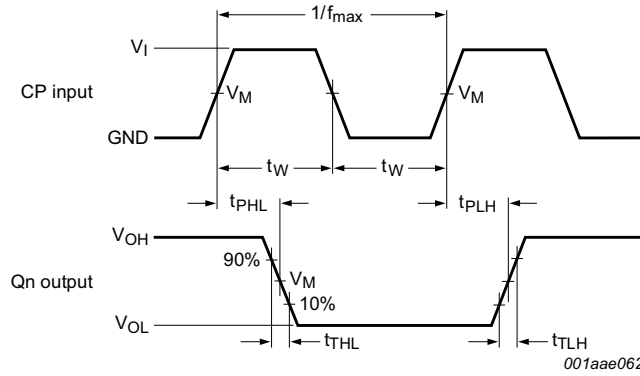 1/fmax
VI
CP input
VM
VM
GND
tW
tW
tPHL
tPLH
VOH
90%
Qn output
VM
10%
VOL
tTHL
tTLH
001aae062